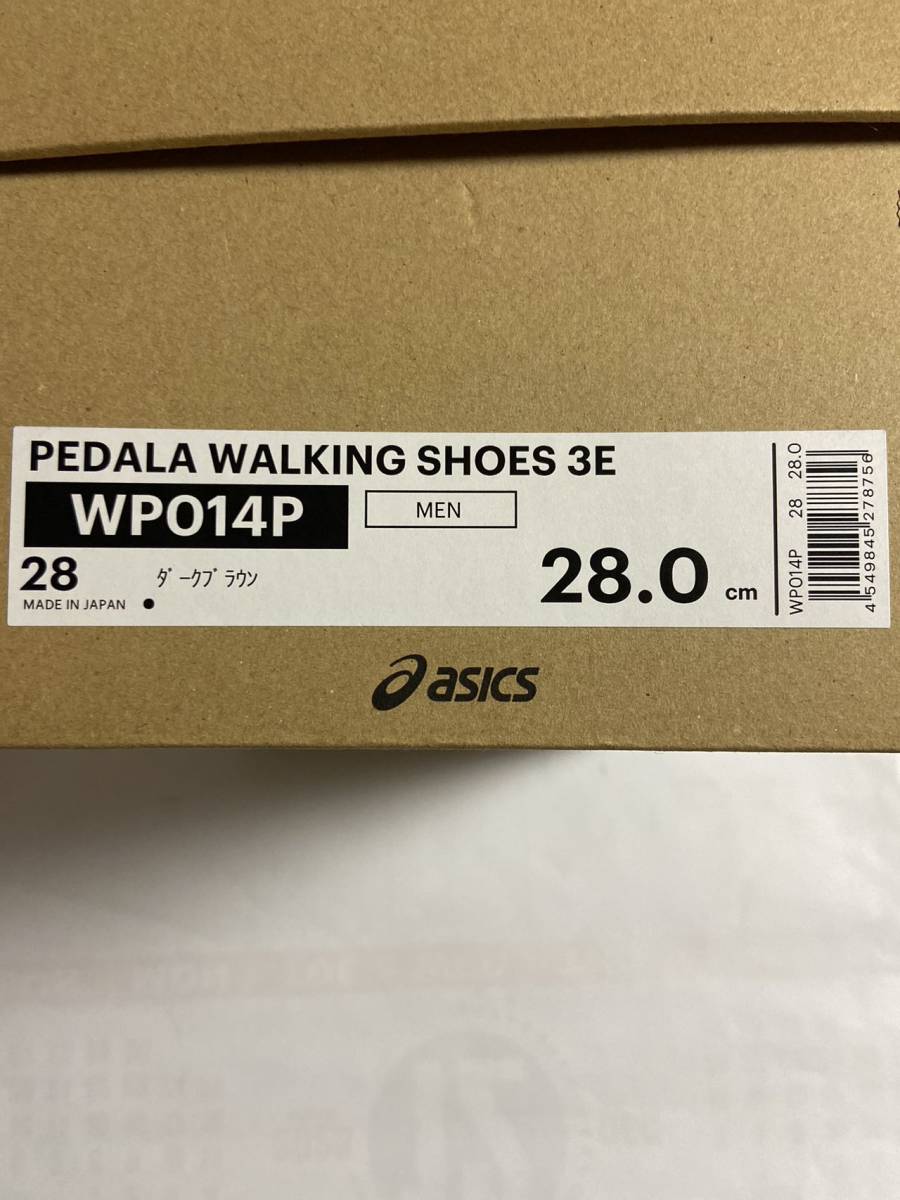 PEDALA WALKING SHOES 3E
WP014P
MEN
28
ﾀﾞｰｸﾌﾞﾗｳﾝ
28.0 cm
MADE IN JAPAN ●
WP014P 28 28.0
4549845278756
asics